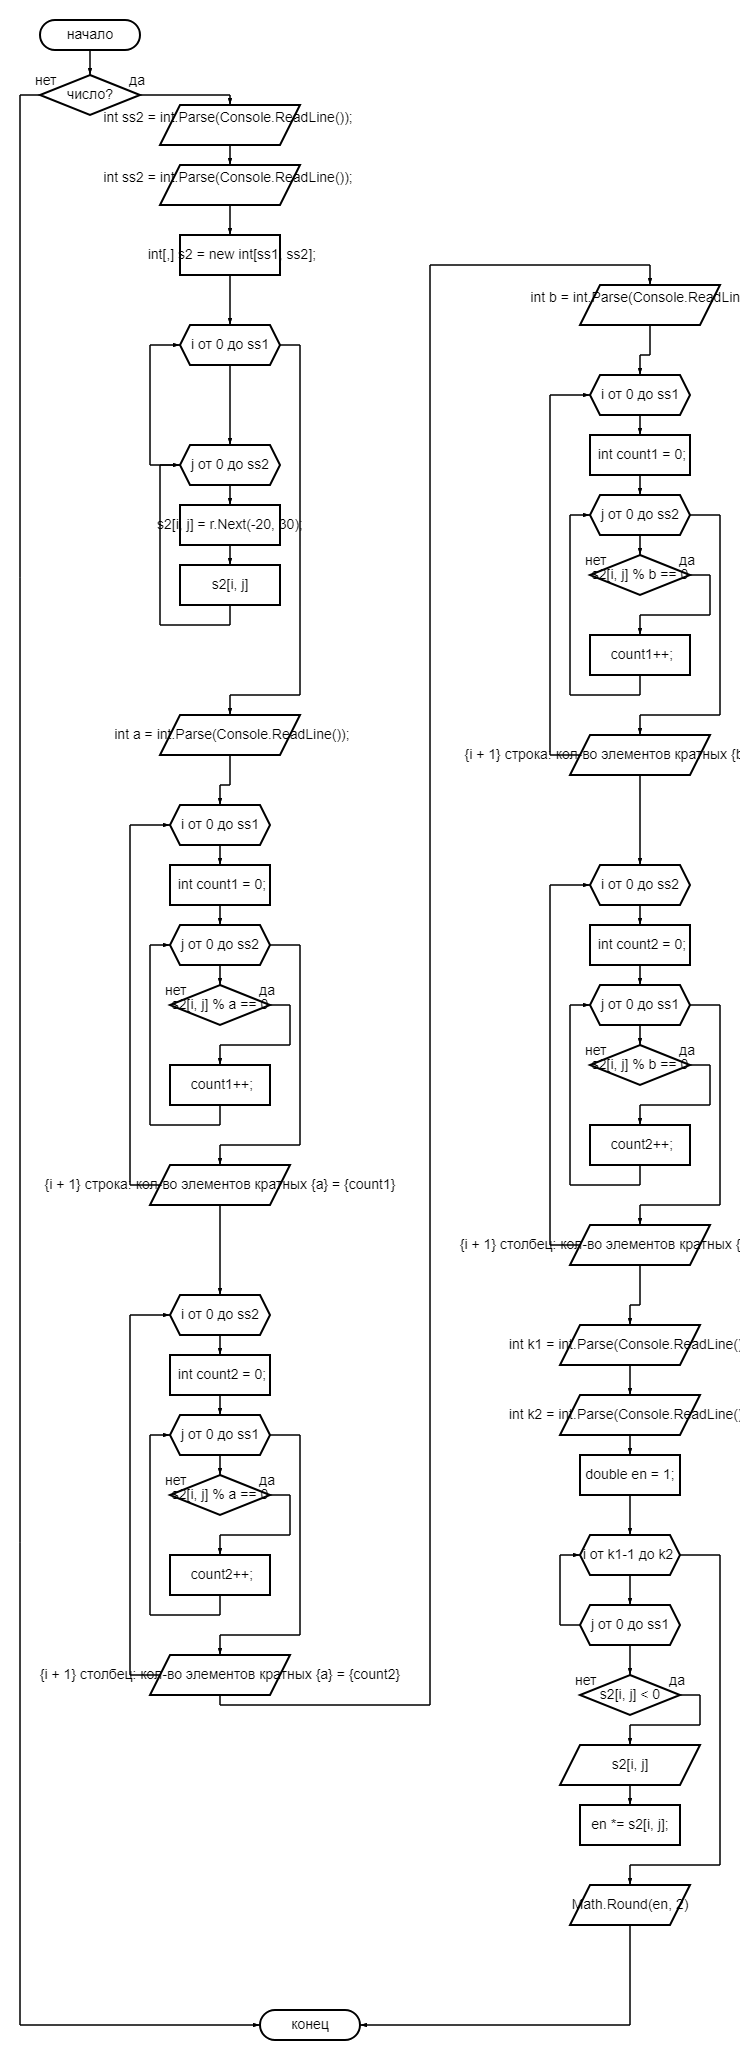 начало
нет
да
число?
int ss2 = int.Parse(Console.ReadLine());
int ss2 = int.Parse(Console.ReadLine());
int[,] s2 = new int[ss1, ss2];
i от 0 до ss1
j от 0 до ss2
s2[i, j] = r.Next(-20, 30);
s2[i, j]
int a = int.Parse(Console.ReadLine());
i от 0 до ss1
int count1 = 0;
j от 0 до ss2
нет
да
s2[i, j] % a == 0
count1++;
{i + 1} строка: кол-во элементов кратных {a} = {count1}
i от 0 до ss2
int count2 = 0;
j от 0 до ss1
нет
да
s2[i, j] % a == 0
count2++;
{i + 1} столбец: кол-во элементов кратных {a} = {count2}
int b = int.Parse(Console.ReadLin
i от 0 до ss1
int count1 = 0;
j от 0 до ss2
нет
да
s2[i, j] % b == 0
count1++;
{i + 1} строка: кол-во элементов кратных {b
i от 0 до ss2
int count2 = 0;
j от 0 до ss1
нет
да
s2[i, j] % b == 0
count2++;
{i + 1} столбец: кол-во элементов кратных {
int k1 = int.Parse(Console.ReadLine()
int k2 = int.Parse(Console.ReadLine()
double en = 1;
i от k1-1 до k2
j от 0 до ss1
нет
да
s2[i, j] < 0
s2[i, j]
en *= s2[i, j];
Math.Round(en, 2)
конец